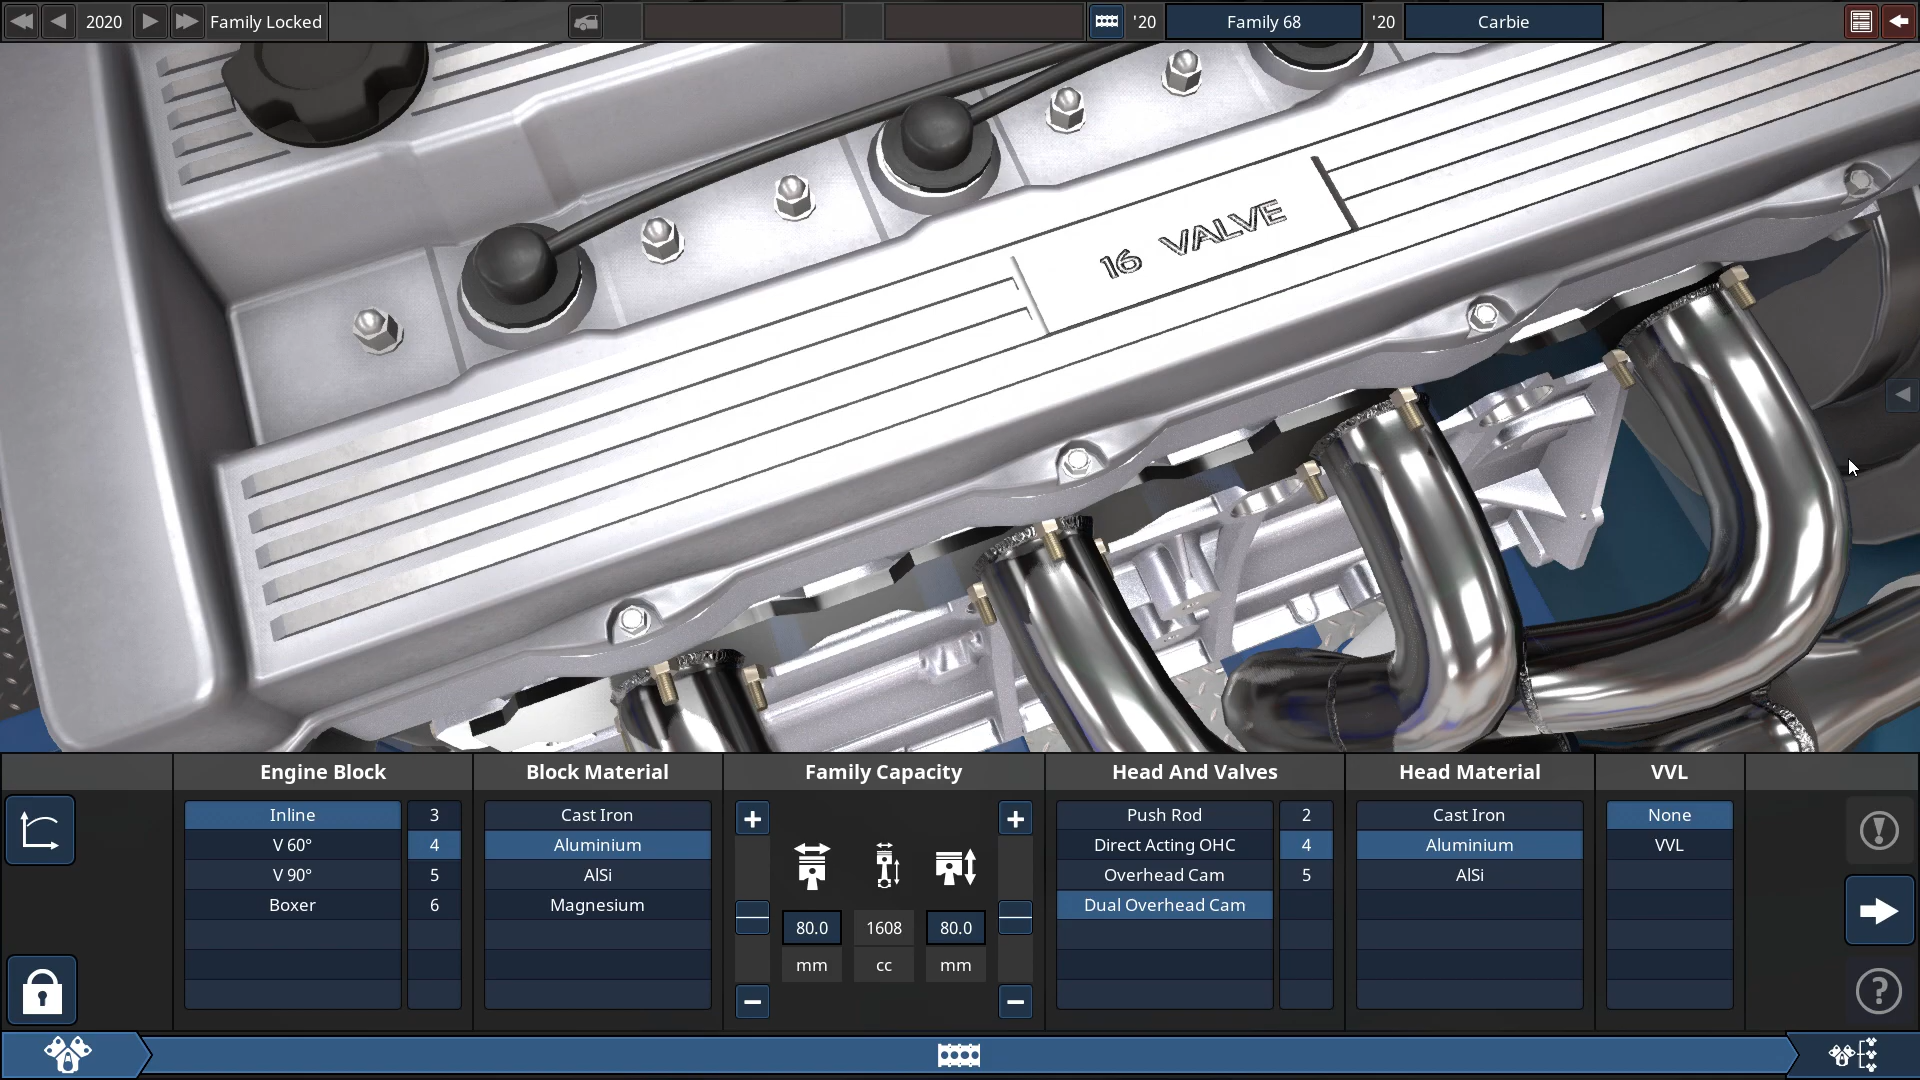 2020 Family Locked '20 Family 68 '20 Carbie
16 VALVE
Engine Block
Inline
V 60°
V 90°
Boxer
3
4
5
6
Block Material
Cast Iron
Aluminium
AlSi
Magnesium
Family Capacity
80.0 1608 80.0
mm cc mm
Head And Valves
Push Rod
Direct Acting OHC
Overhead Cam
Dual Overhead Cam
2
4
5
Head Material
Cast Iron
Aluminium
AlSi
VVL
None
VVL